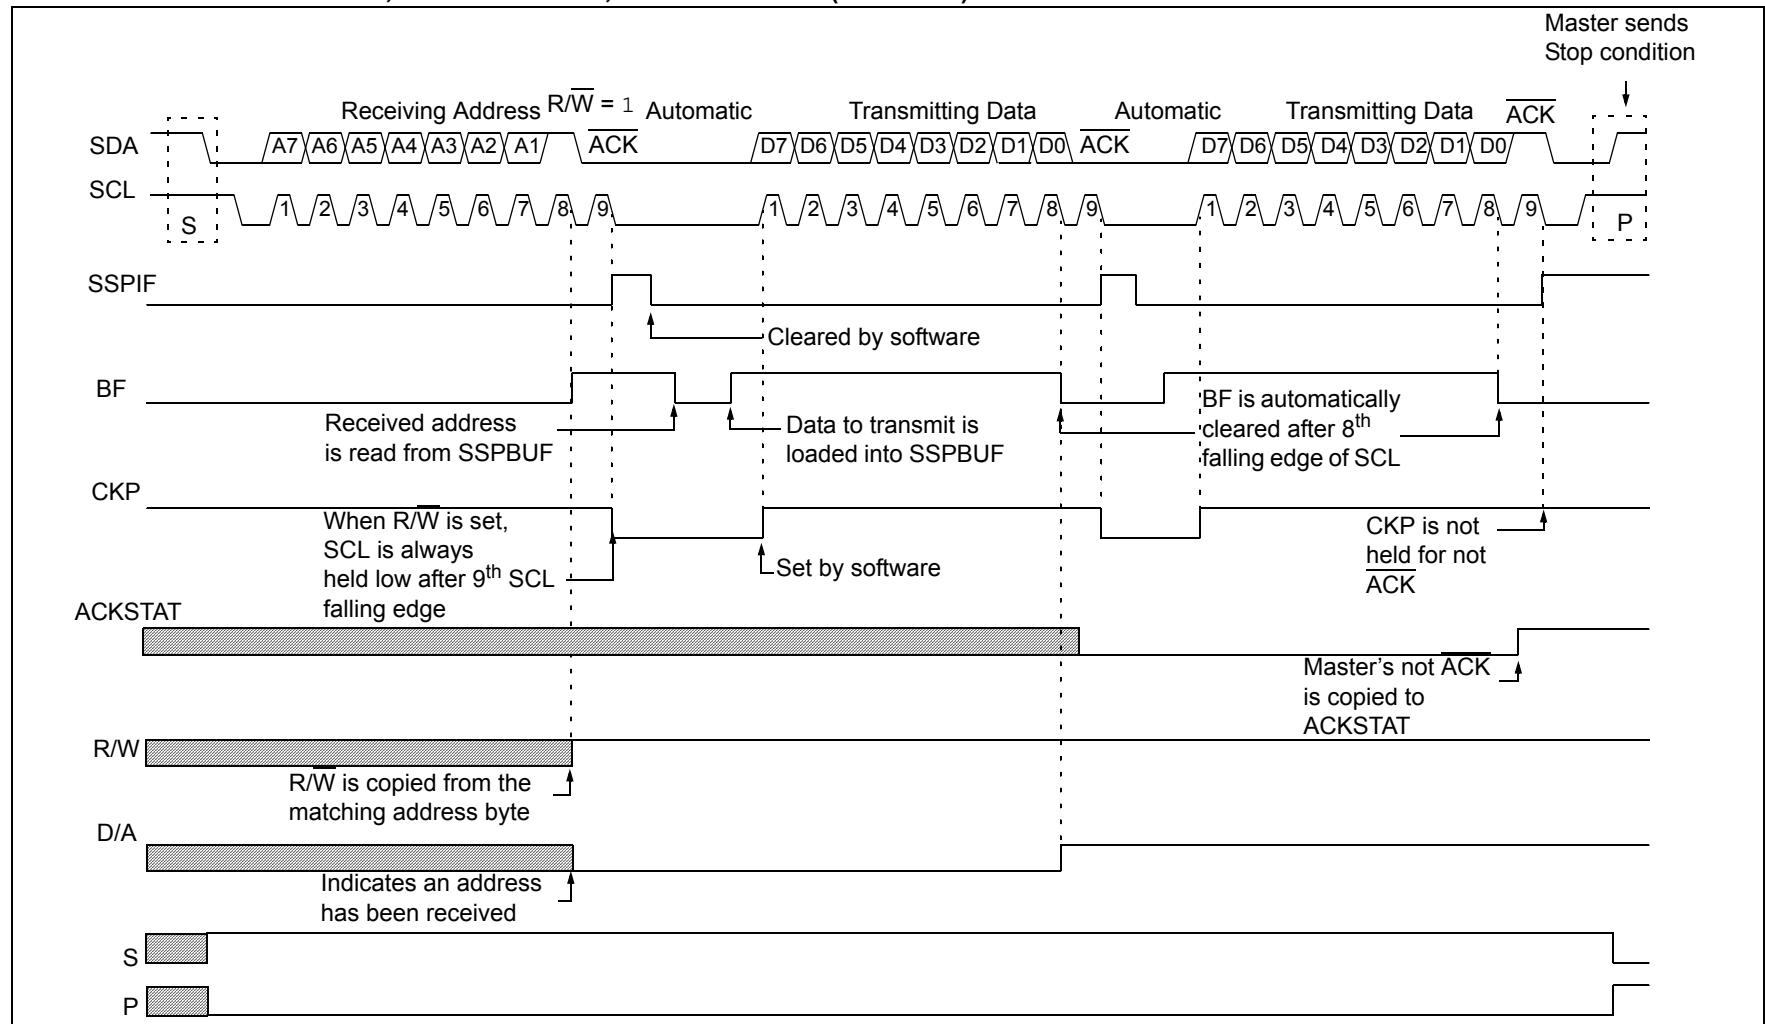 Master sends
Stop condition
Receiving Address R/W̅ = 1 Automatic Transmitting Data Automatic Transmitting Data A̅C̅K̅
SDA A7 A6 A5 A4 A3 A2 A1 A̅C̅K̅ D7 D6 D5 D4 D3 D2 D1 D0 A̅C̅K̅ D7 D6 D5 D4 D3 D2 D1 D0
SCL 1 2 3 4 5 6 7 8 9 1 2 3 4 5 6 7 8 9 1 2 3 4 5 6 7 8 9
S P
SSPIF
Cleared by software
BF
Received address
is read from SSPBUF
Data to transmit is
loaded into SSPBUF
BF is automatically
cleared after 8th
falling edge of SCL
CKP
When R/W̅ is set,
SCL is always
held low after 9th SCL
falling edge
Set by software
CKP is not
held for not
A̅C̅K̅
ACKSTAT
Master's not A̅C̅K̅
is copied to
ACKSTAT
R/W
R/W̅ is copied from the
matching address byte
D/A
Indicates an address
has been received
S
P